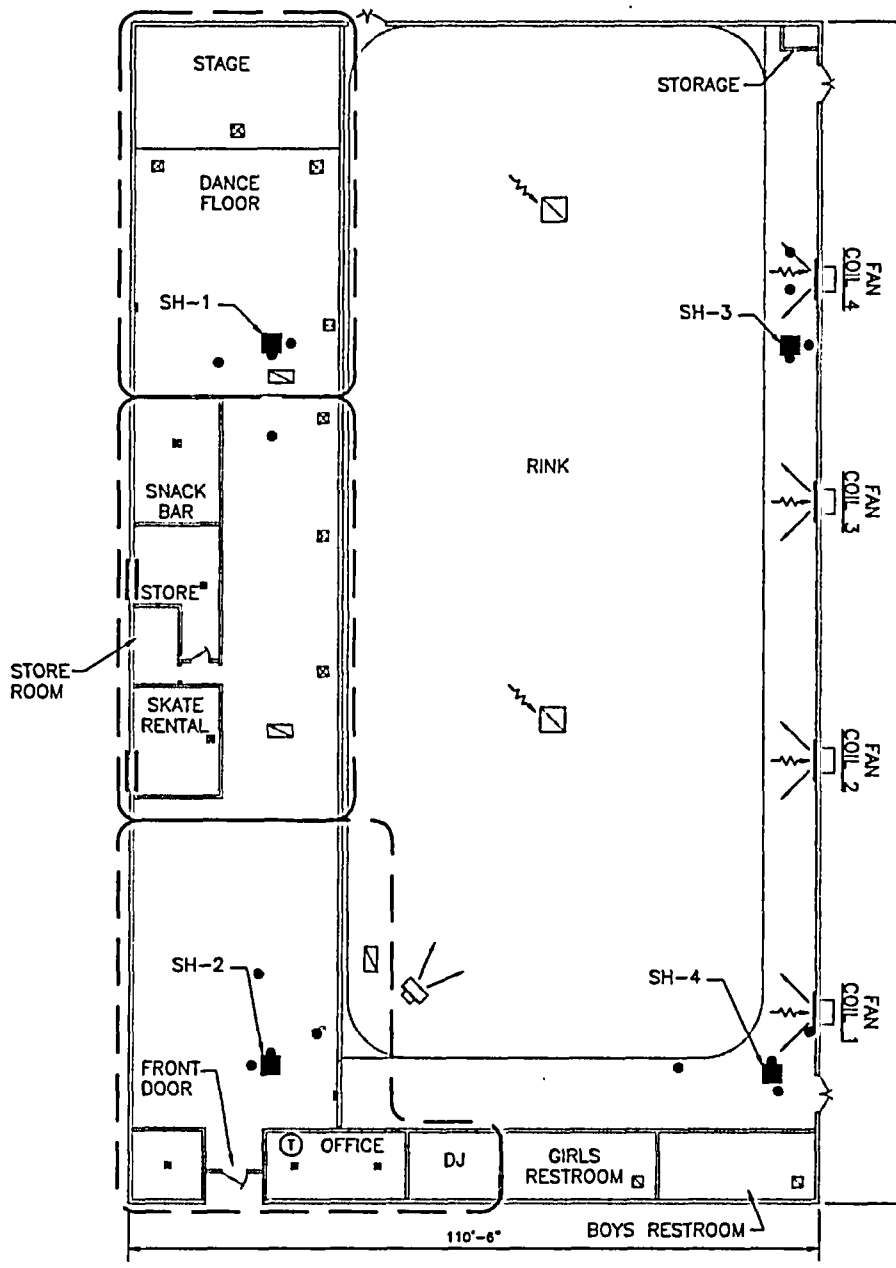 STAGE
STORAGE
DANCE
FLOOR
FAN
COIL 4
SH-1
SH-3
RINK
FAN
COIL 3
SNACK
BAR
STORE
STORE
ROOM
SKATE
RENTAL
FAN
COIL 2
SH-2
SH-4
FAN
COIL 1
FRONT
DOOR
T
OFFICE
DJ
GIRLS
RESTROOM
BOYS RESTROOM
110'-6"